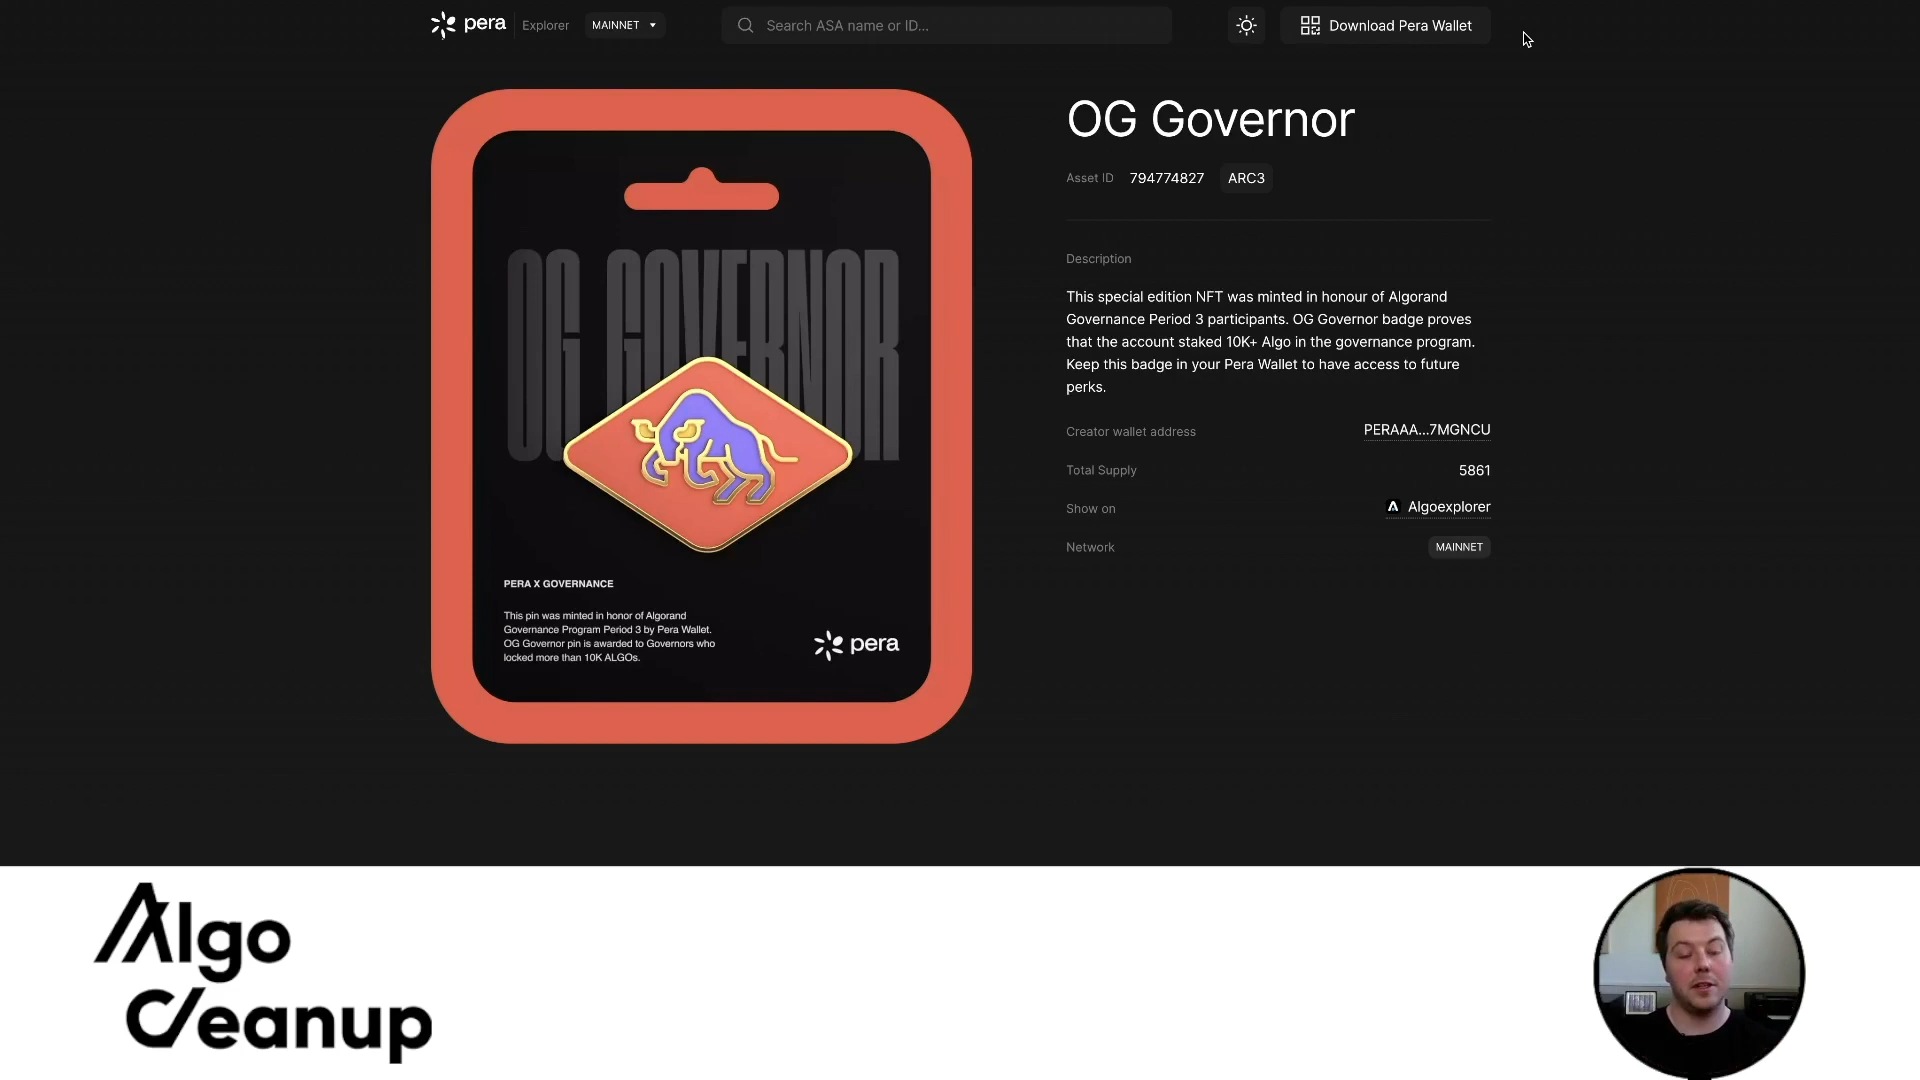 pera Explorer MAINNET Search ASA name or ID... Download Pera Wallet
OG GOVERNOR
PERA X GOVERNANCE
This pin was minted in honor of Algorand
Governance Program Period 3 by Pera Wallet.
OG Governor pin is awarded to Governors who
locked more than 10K ALGOs.
pera
OG Governor
Asset ID 794774827 ARC3
Description
This special edition NFT was minted in honour of Algorand
Governance Period 3 participants. OG Governor badge proves
that the account staked 10K+ Algo in the governance program.
Keep this badge in your Pera Wallet to have access to future
perks.
Creator wallet address PERAAA...7MGNCU
Total Supply 5861
Show on Algoexplorer
Network MAINNET
Algo
Cleanup